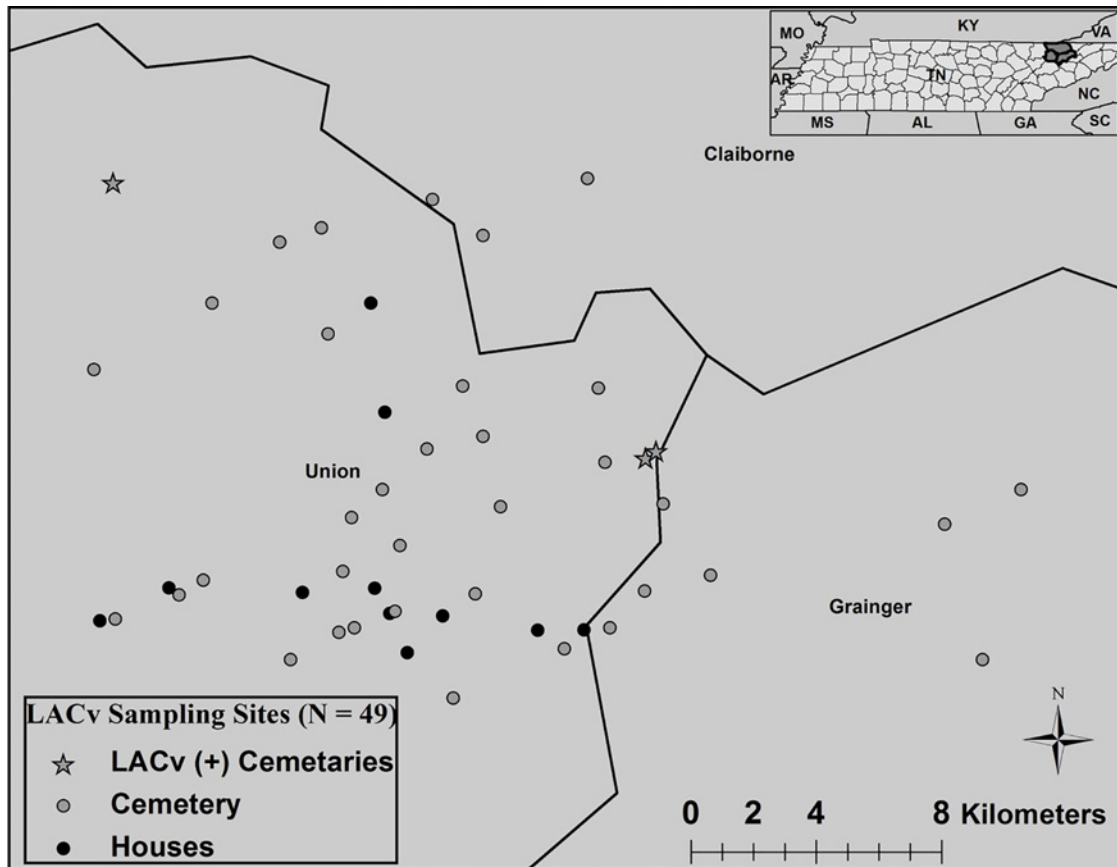 KY
VA
MO
TN
AR
NC
MS
AL
GA
SC
Claiborne
Union
Grainger
LACv Sampling Sites (N = 49)
LACv (+) Cemetaries
Cemetery
Houses
N
0 2 4 8 Kilometers